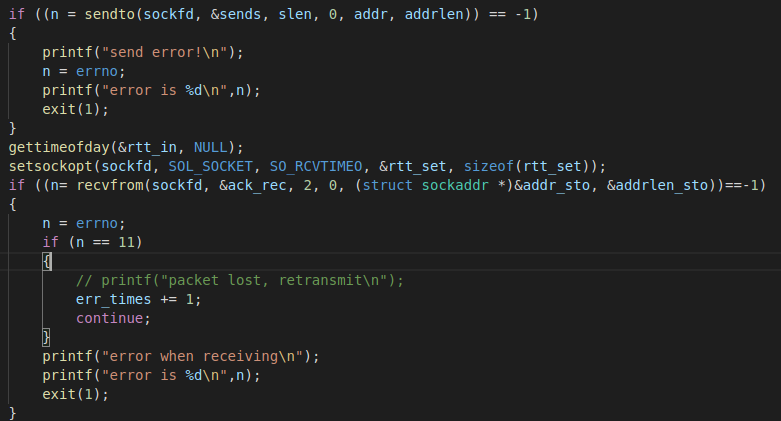 if ((n = sendto(sockfd, &sends, slen, 0, addr, addrlen)) == -1)
{
    printf("send error!\n");
    n = errno;
    printf("error is %d\n",n);
    exit(1);
}
gettimeofday(&rtt_in, NULL);
setsockopt(sockfd, SOL_SOCKET, SO_RCVTIMEO, &rtt_set, sizeof(rtt_set));
if ((n= recvfrom(sockfd, &ack_rec, 2, 0, (struct sockaddr *)&addr_sto, &addrlen_sto))==-1)
{
    n = errno;
    if (n == 11)
    {
        // printf("packet lost, retransmit\n");
        err_times += 1;
        continue;
    }
    printf("error when receiving\n");
    printf("error is %d\n",n);
    exit(1);
}